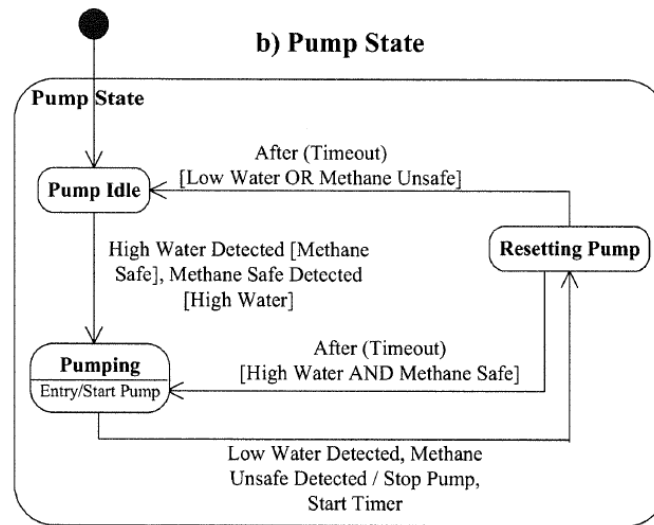 b) Pump State
Pump State
After (Timeout)
[Low Water OR Methane Unsafe]
Pump Idle
Resetting Pump
High Water Detected [Methane
Safe], Methane Safe Detected
[High Water]
Pumping
Entry/Start Pump
After (Timeout)
[High Water AND Methane Safe]
Low Water Detected, Methane
Unsafe Detected / Stop Pump,
Start Timer